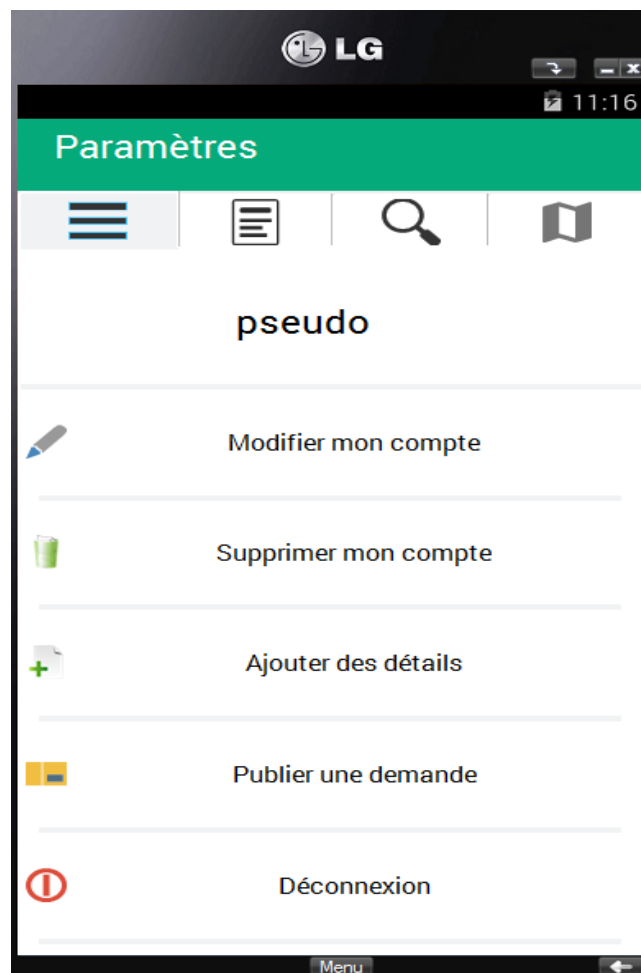 LG
11:16
Paramètres
pseudo
Modifier mon compte
Supprimer mon compte
Ajouter des détails
Publier une demande
Déconnexion
Menu